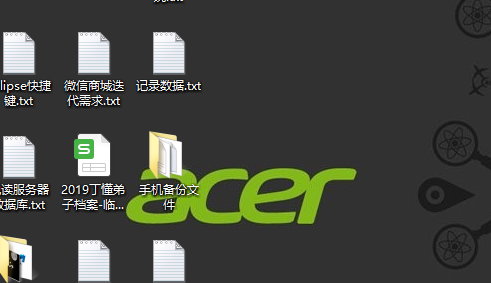 lipse快捷
键.txt
微信商城迭
代需求.txt
记录数据.txt
读服务器
数据库.txt
2019丁懂弟
子档案-临...
手机备份文
件
acer